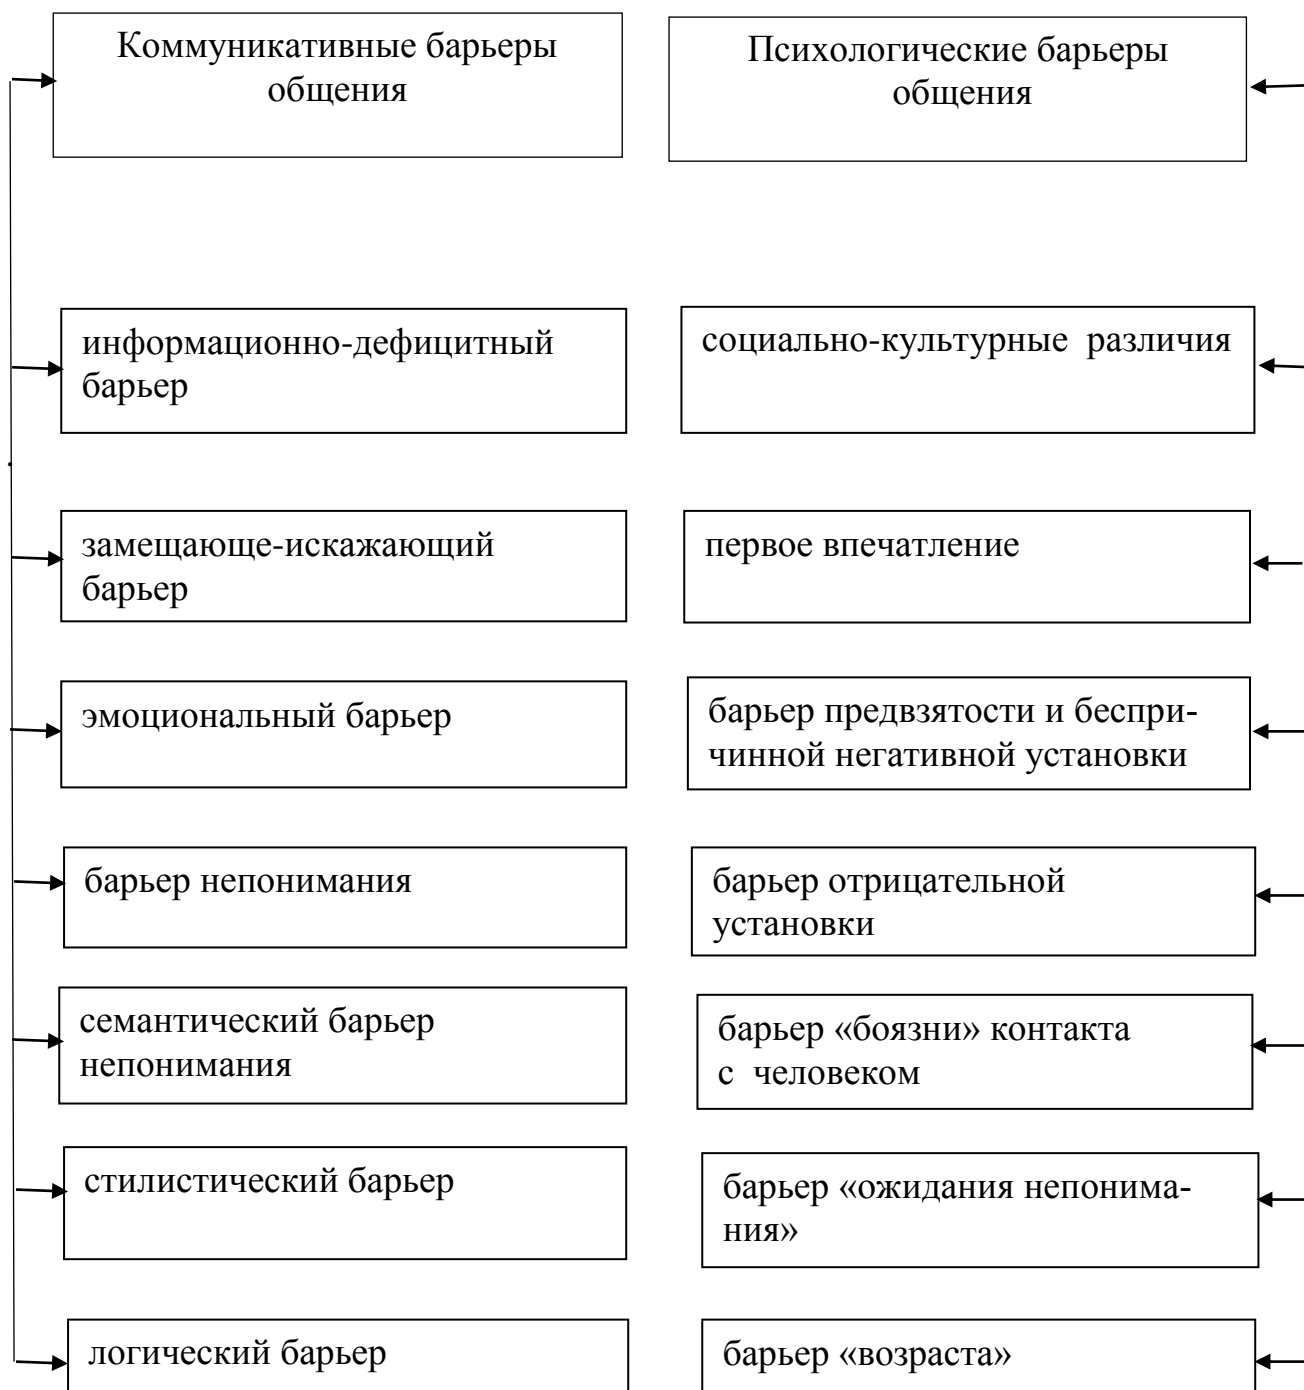 Коммуникативные барьеры
общения
Психологические барьеры
общения
информационно-дефицитный
барьер
социально-культурные различия
замещающе-искажающий
барьер
первое впечатление
эмоциональный барьер
барьер предвзятости и беспри-
чинной негативной установки
барьер непонимания
барьер отрицательной
установки
семантический барьер
непонимания
барьер «боязни» контакта
с человеком
стилистический барьер
барьер «ожидания непонима-
ния»
логический барьер
барьер «возраста»